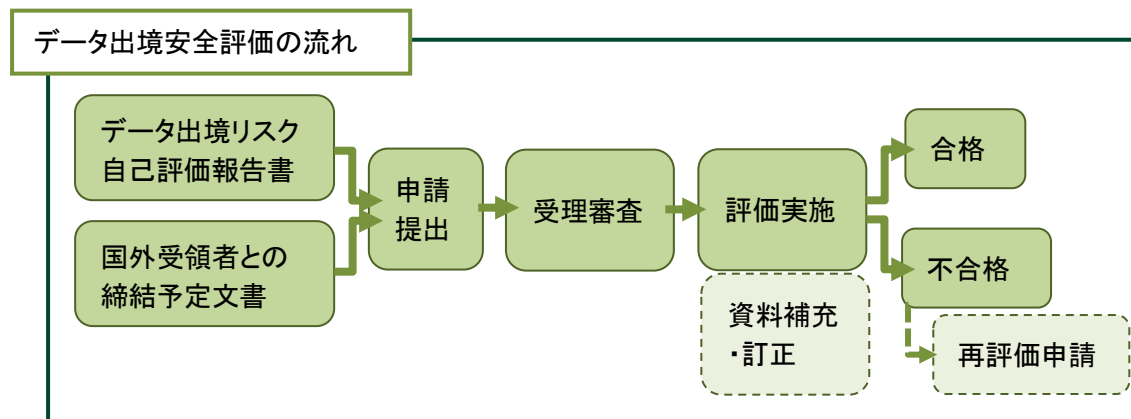 データ出境安全評価の流れ
データ出境リスク
自己評価報告書
国外受領者との
締結予定文書
申請
提出
受理審査
評価実施
資料補充
・訂正
合格
不合格
再評価申請